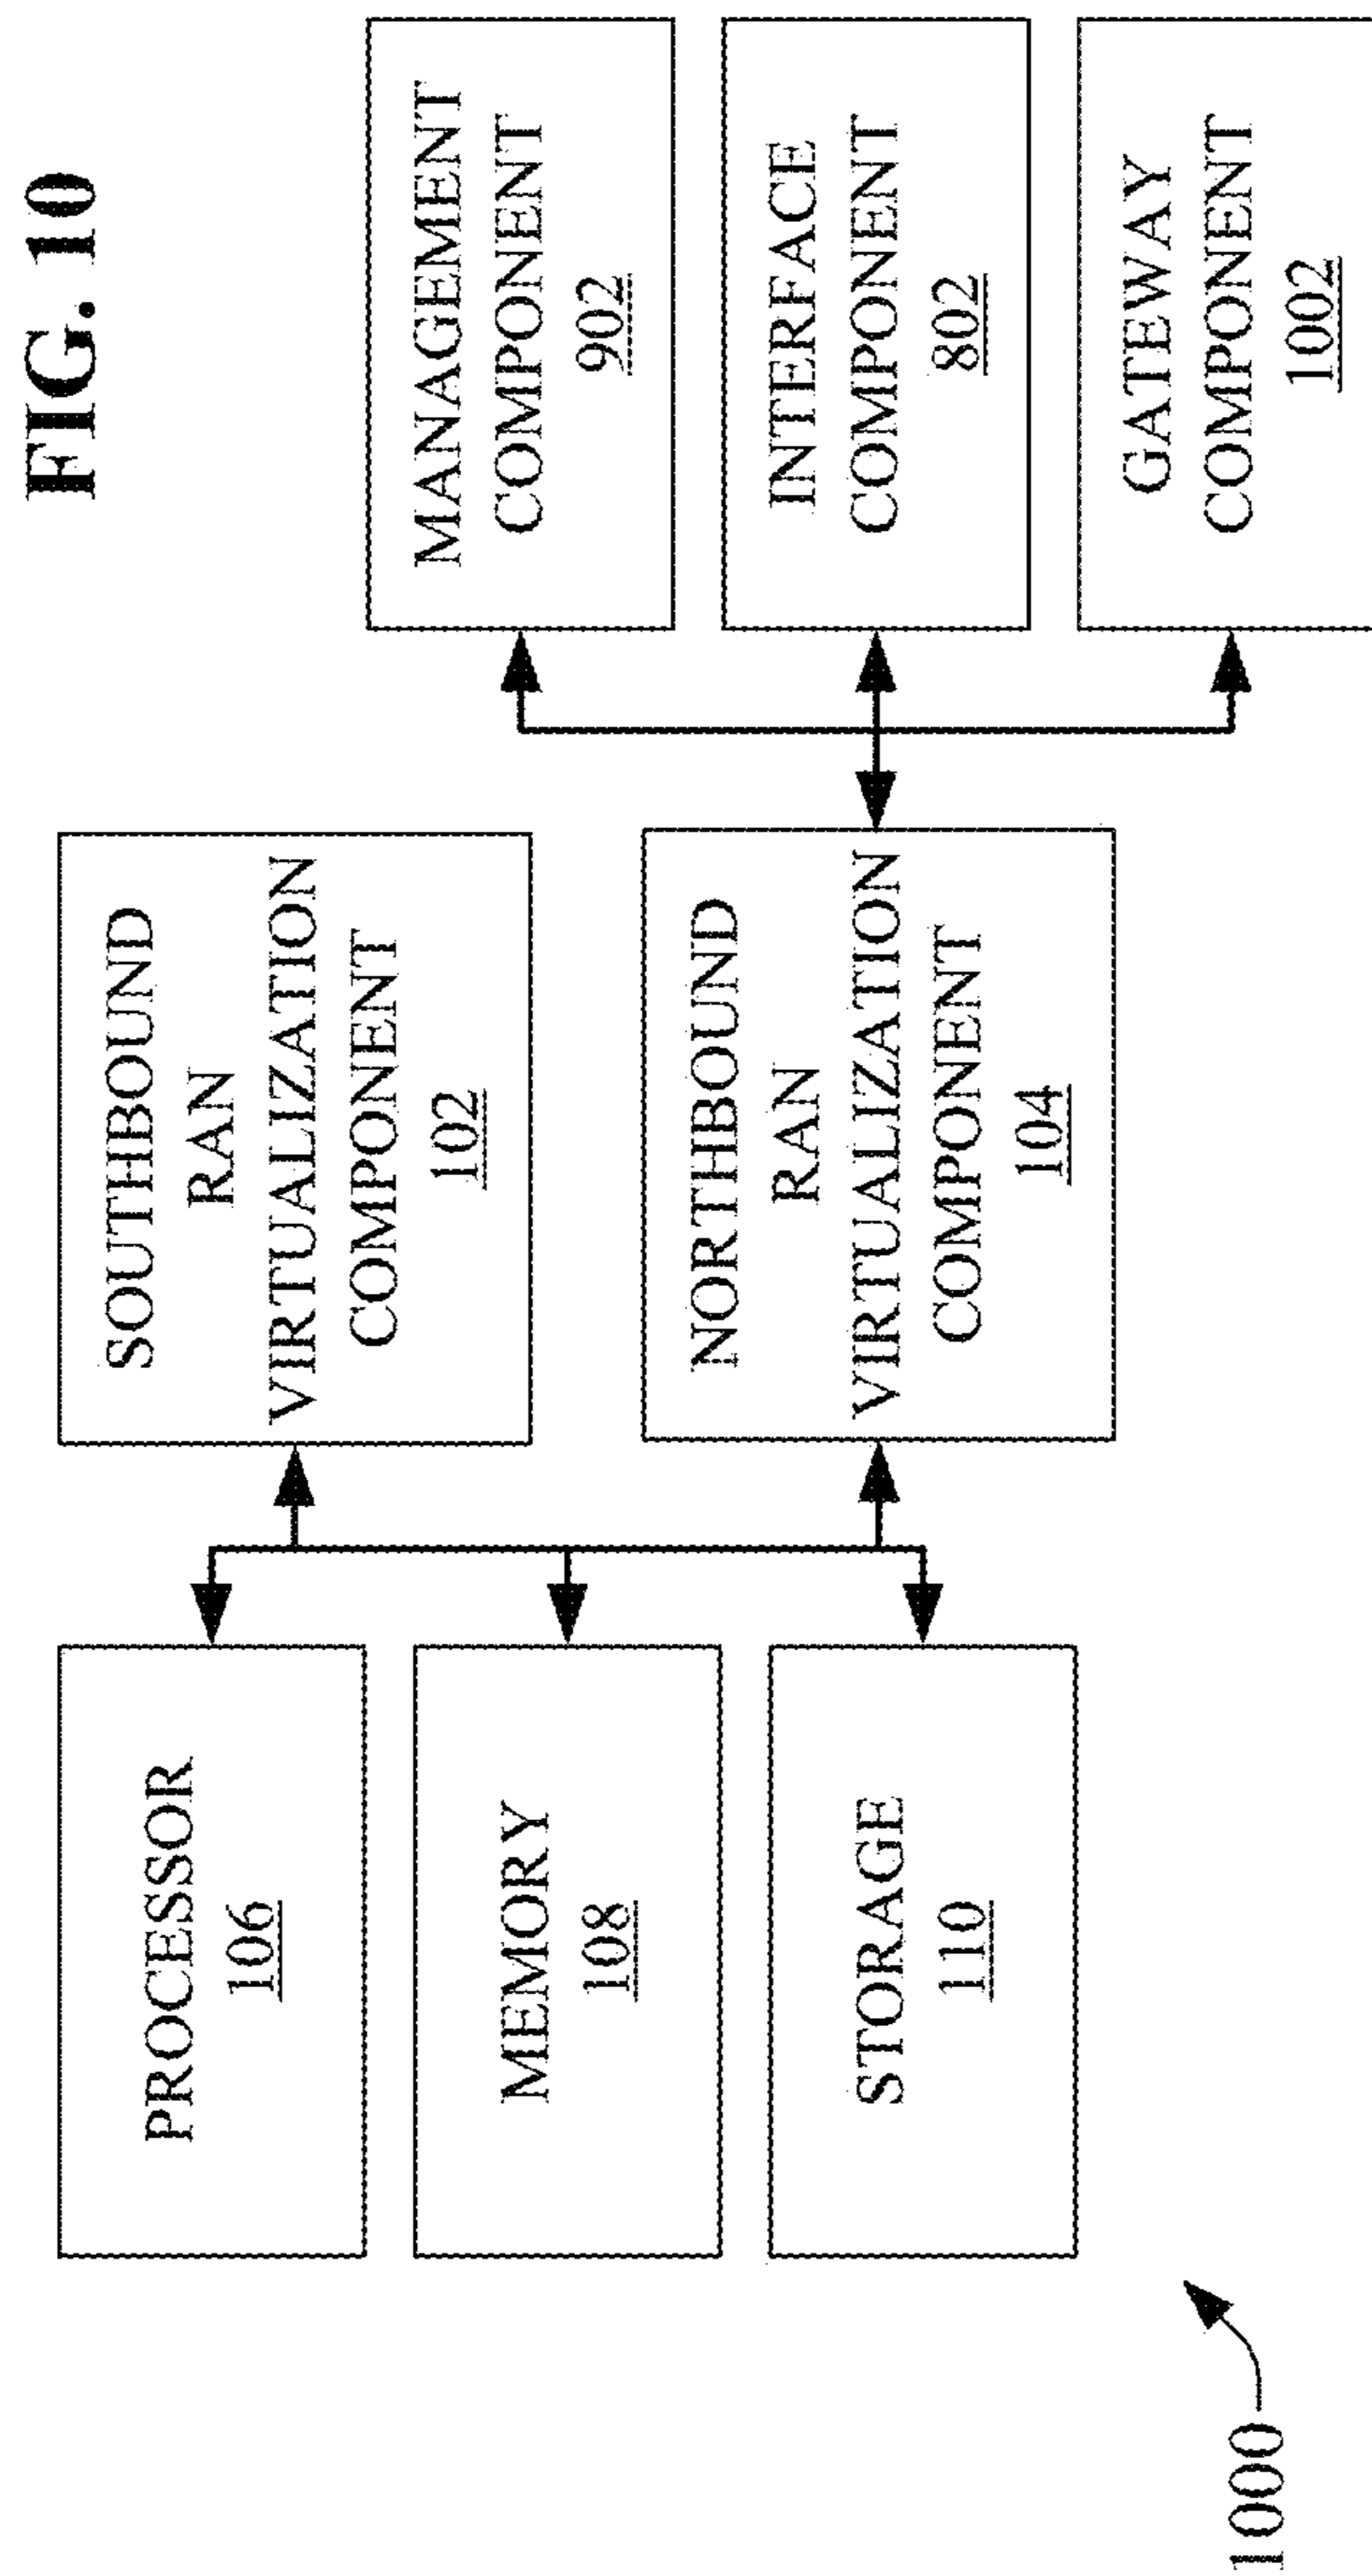 FIG. 10
PROCESSOR
106
MEMORY
108
STORAGE
110
SOUTHBOUND
RAN
VIRTUALIZATION
COMPONENT
102
NORTHBOUND
RAN
VIRTUALIZATION
COMPONENT
104
MANAGEMENT
COMPONENT
902
INTERFACE
COMPONENT
802
GATEWAY
COMPONENT
1002
1000